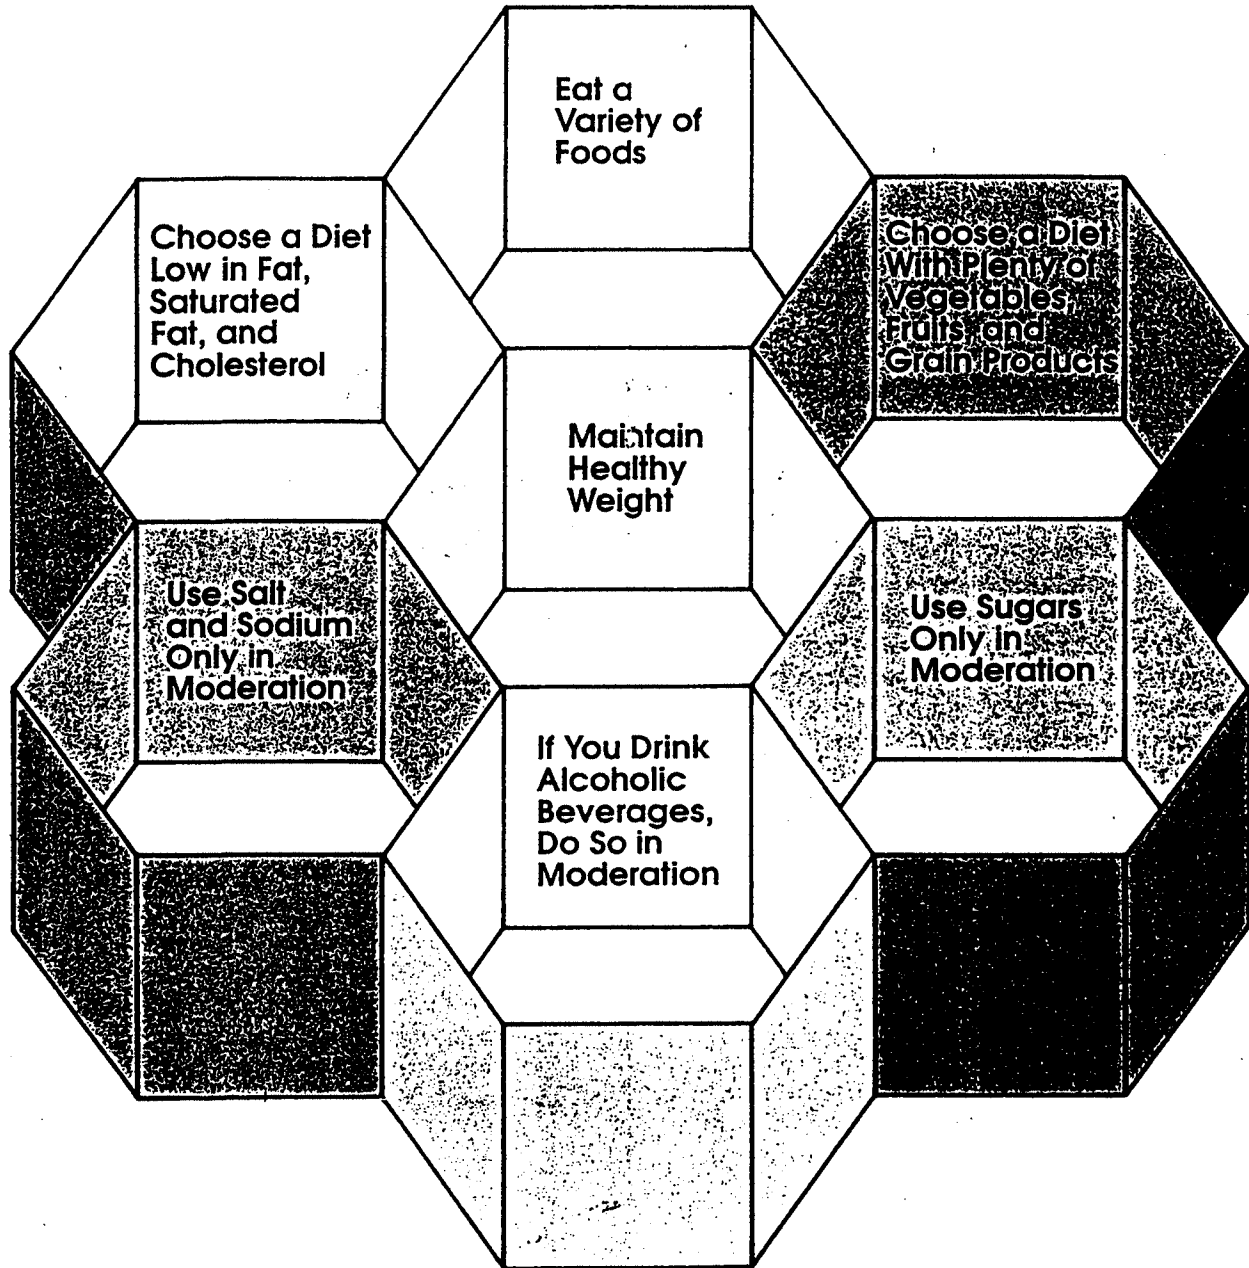 Eat a
Variety of
Foods
Choose a Diet
Low in Fat,
Saturated
Fat, and
Cholesterol
Choose a Diet
With Plenty of
Vegetables,
Fruits, and
Grain Products
Maintain
Healthy
Weight
Use Salt
and Sodium
Only in
Moderation
Use Sugars
Only in
Moderation
If You Drink
Alcoholic
Beverages,
Do So in
Moderation